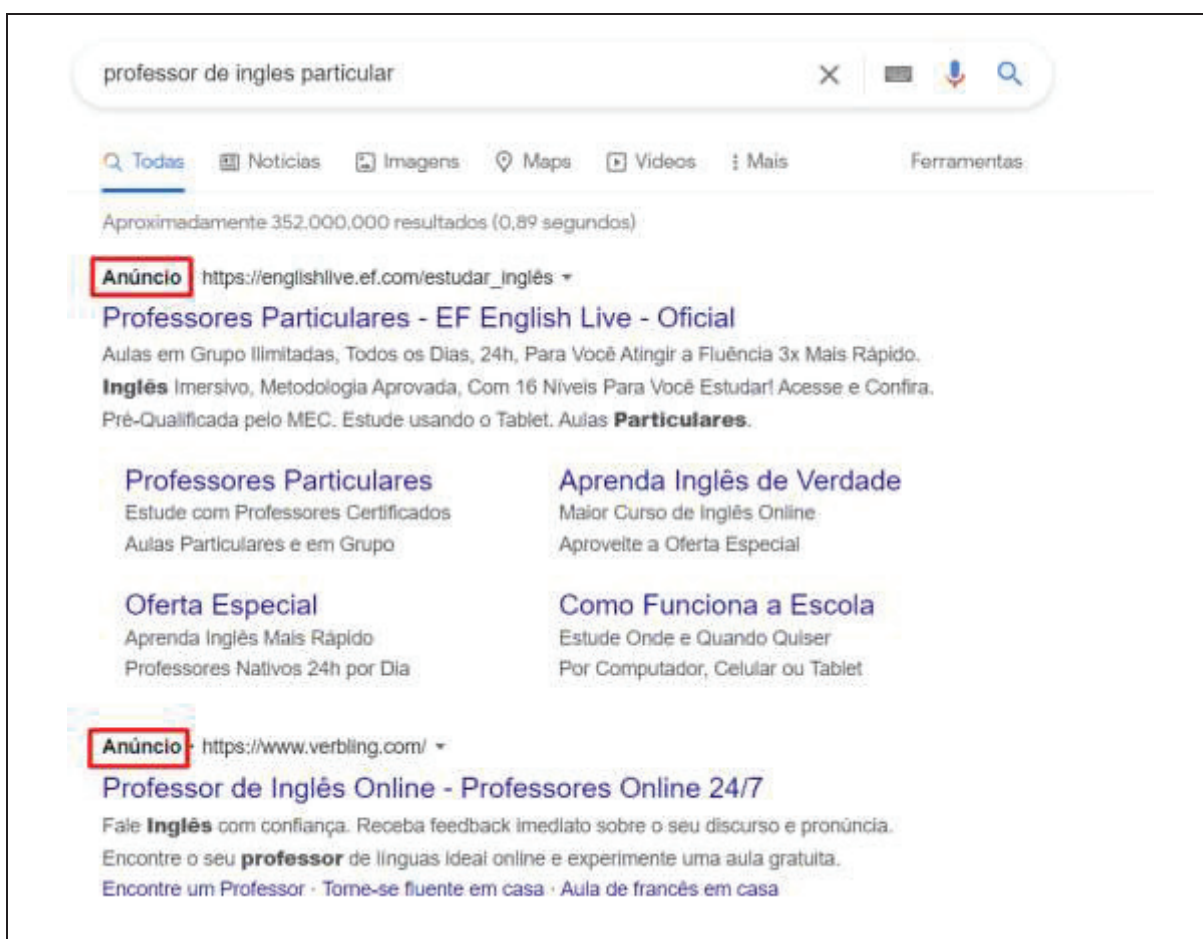 professor de ingles particular
Todas Notícias Imagens Maps Vídeos Mais Ferramentas
Aproximadamente 352.000.000 resultados (0,89 segundos)
Anúncio · https://englishlive.ef.com/estudar_inglês
Professores Particulares - EF English Live - Oficial
Aulas em Grupo Ilimitadas, Todos os Dias, 24h, Para Você Atingir a Fluência 3x Mais Rápido.
Inglês Imersivo, Metodologia Aprovada, Com 16 Níveis Para Você Estudar! Acesse e Confira.
Pré-Qualificada pelo MEC. Estude usando o Tablet. Aulas Particulares.
Professores Particulares
Estude com Professores Certificados
Aulas Particulares e em Grupo
Aprenda Inglês de Verdade
Maior Curso de Inglês Online
Aproveite a Oferta Especial
Oferta Especial
Aprenda Inglês Mais Rápido
Professores Nativos 24h por Dia
Como Funciona a Escola
Estude Onde e Quando Quiser
Por Computador, Celular ou Tablet
Anúncio · https://www.verbling.com/
Professor de Inglês Online - Professores Online 24/7
Fale Inglês com confiança. Receba feedback imediato sobre o seu discurso e pronúncia.
Encontre o seu professor de línguas ideal online e experimente uma aula gratuita.
Encontre um Professor · Torne-se fluente em casa · Aula de francês em casa